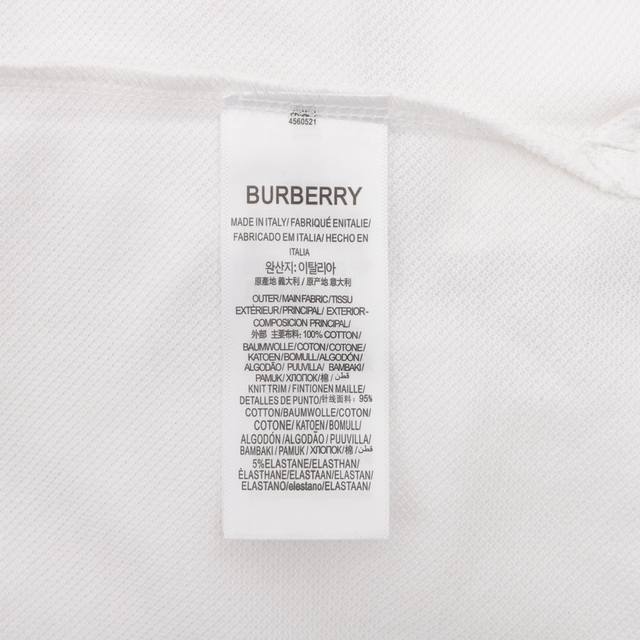 4560521
BURBERRY
MADE IN ITALY/ FABRIQUÉ ENITALIE/
FABRICADO EM ITALIA/ HECHO EN
ITALIA
완산지: 이탈리아
原產地 義大利 / 原产地 意大利
OUTER/ MAIN FABRIC/ TISSU
EXTÉRIEUR/ PRINCIPAL/ EXTERIOR-
COMPOSICION PRINCIPAL/
外部 主要布料: 100% COTTON/
BAUMWOLLE/ COTON/ COTONE/
KATOEN/ BOMULL/ ALGODÓN/
ALGODÃO / PUUVILLA/ BAMBAKI/
PAMUK/ ХЛОПОК/ 棉/ قطن/
KNIT TRIM / FINTIONEN MAILLE/
DETALLES DE PUNTO/ 针线面料: 95%
COTTON/BAUMWOLLE/COTON/
COTONE/ KATOEN/ BOMULL/
ALGODÓN /ALGODÃO/ PUUVILLA/
BAMBAKI / PAMUK/ ХЛОПОК/棉/ قطن/
5%ELASTANE/ELASTHAN/
ÉLASTHANE/ELASTAAN/ELASTAN/
ELASTANO/elestano/ELASTAAN/